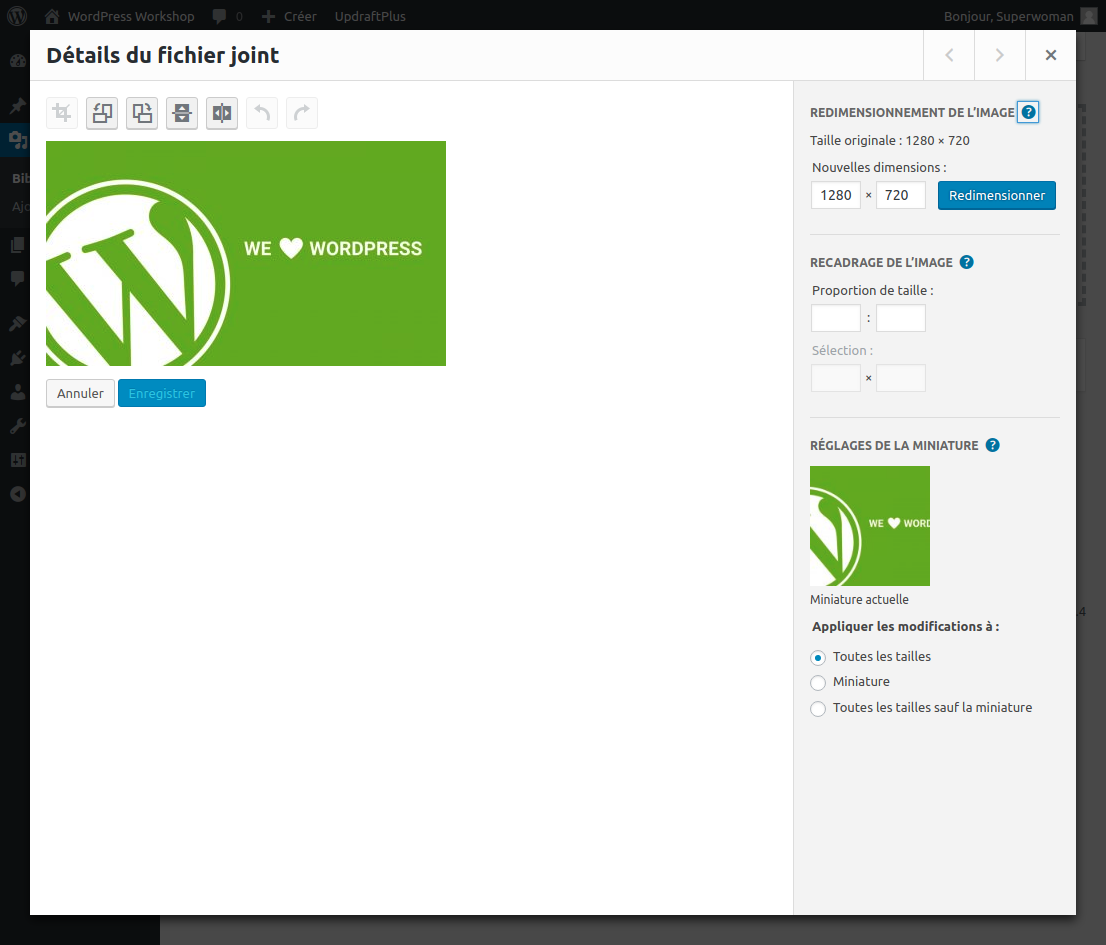 WordPress Workshop 0 Créer UpdraftPlus Bonjour, Superwoman
Détails du fichier joint
WE WORDPRESS
Annuler Enregistrer
REDIMENSIONNEMENT DE L’IMAGE ?
Taille originale : 1280 × 720
Nouvelles dimensions :
1280 × 720 Redimensionner
RECADRAGE DE L’IMAGE ?
Proportion de taille :
:
Sélection :
×
RÉGLAGES DE LA MINIATURE ?
WE WORD
Miniature actuelle
Appliquer les modifications à :
Toutes les tailles
Miniature
Toutes les tailles sauf la miniature
Bib
Ajo
.4